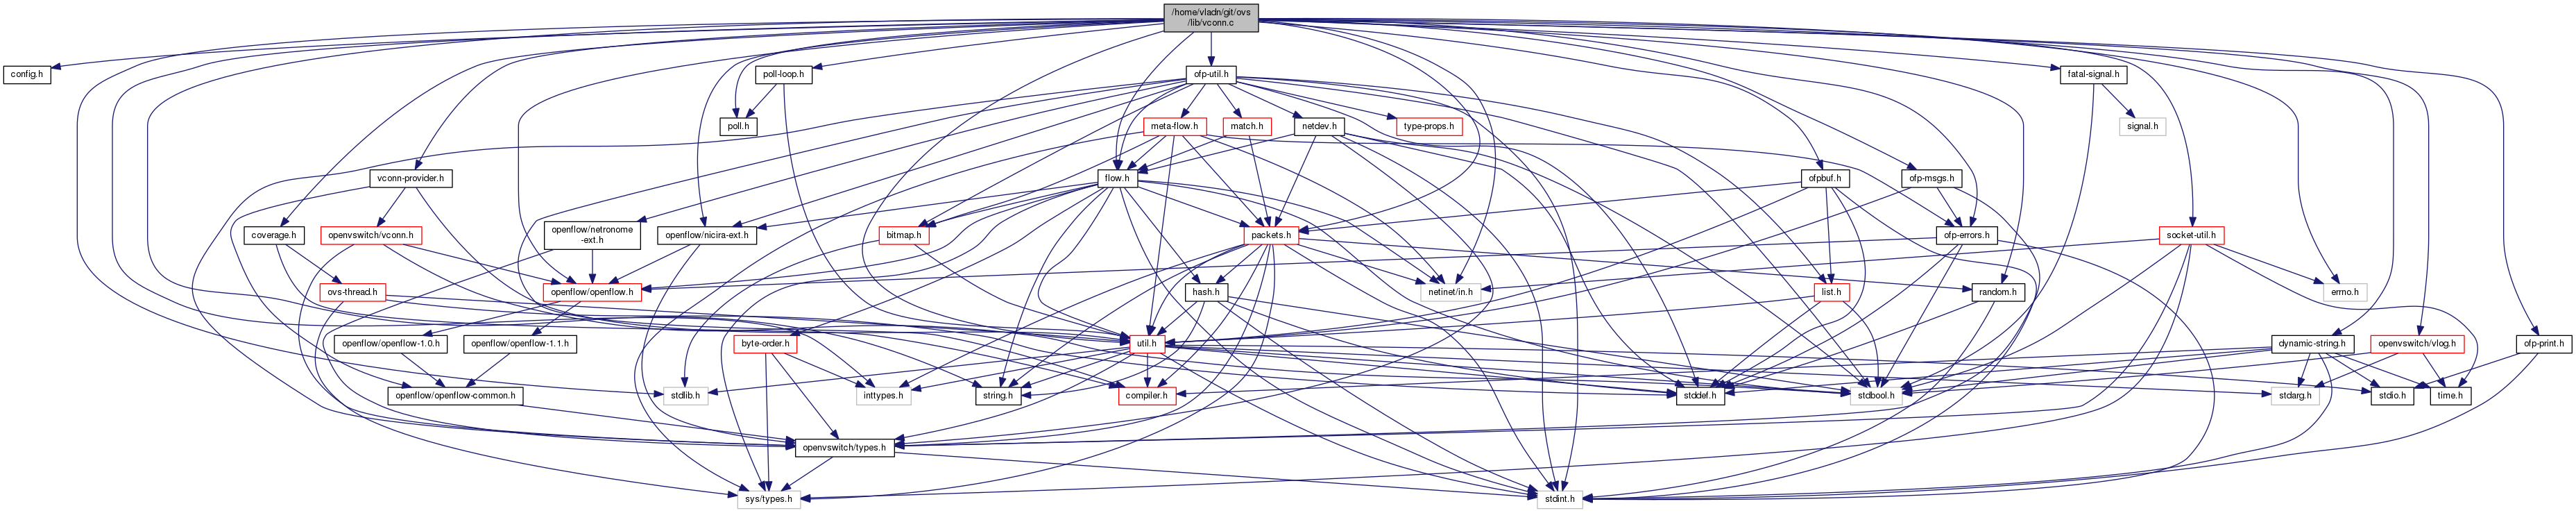 /home/vladn/git/ovs
/lib/vconn.c
config.h
poll-loop.h
ofp-util.h
fatal-signal.h
poll.h
meta-flow.h
match.h
netdev.h
type-props.h
signal.h
vconn-provider.h
flow.h
ofpbuf.h
ofp-msgs.h
coverage.h
openvswitch/vconn.h
openflow/netronome
-ext.h
openflow/nicira-ext.h
bitmap.h
packets.h
ofp-errors.h
socket-util.h
ovs-thread.h
openflow/openflow.h
hash.h
netinet/in.h
list.h
random.h
errno.h
openflow/openflow-1.0.h
openflow/openflow-1.1.h
byte-order.h
util.h
dynamic-string.h
openvswitch/vlog.h
ofp-print.h
openflow/openflow-common.h
stdlib.h
inttypes.h
string.h
compiler.h
stddef.h
stdbool.h
stdarg.h
stdio.h
time.h
openvswitch/types.h
sys/types.h
stdint.h